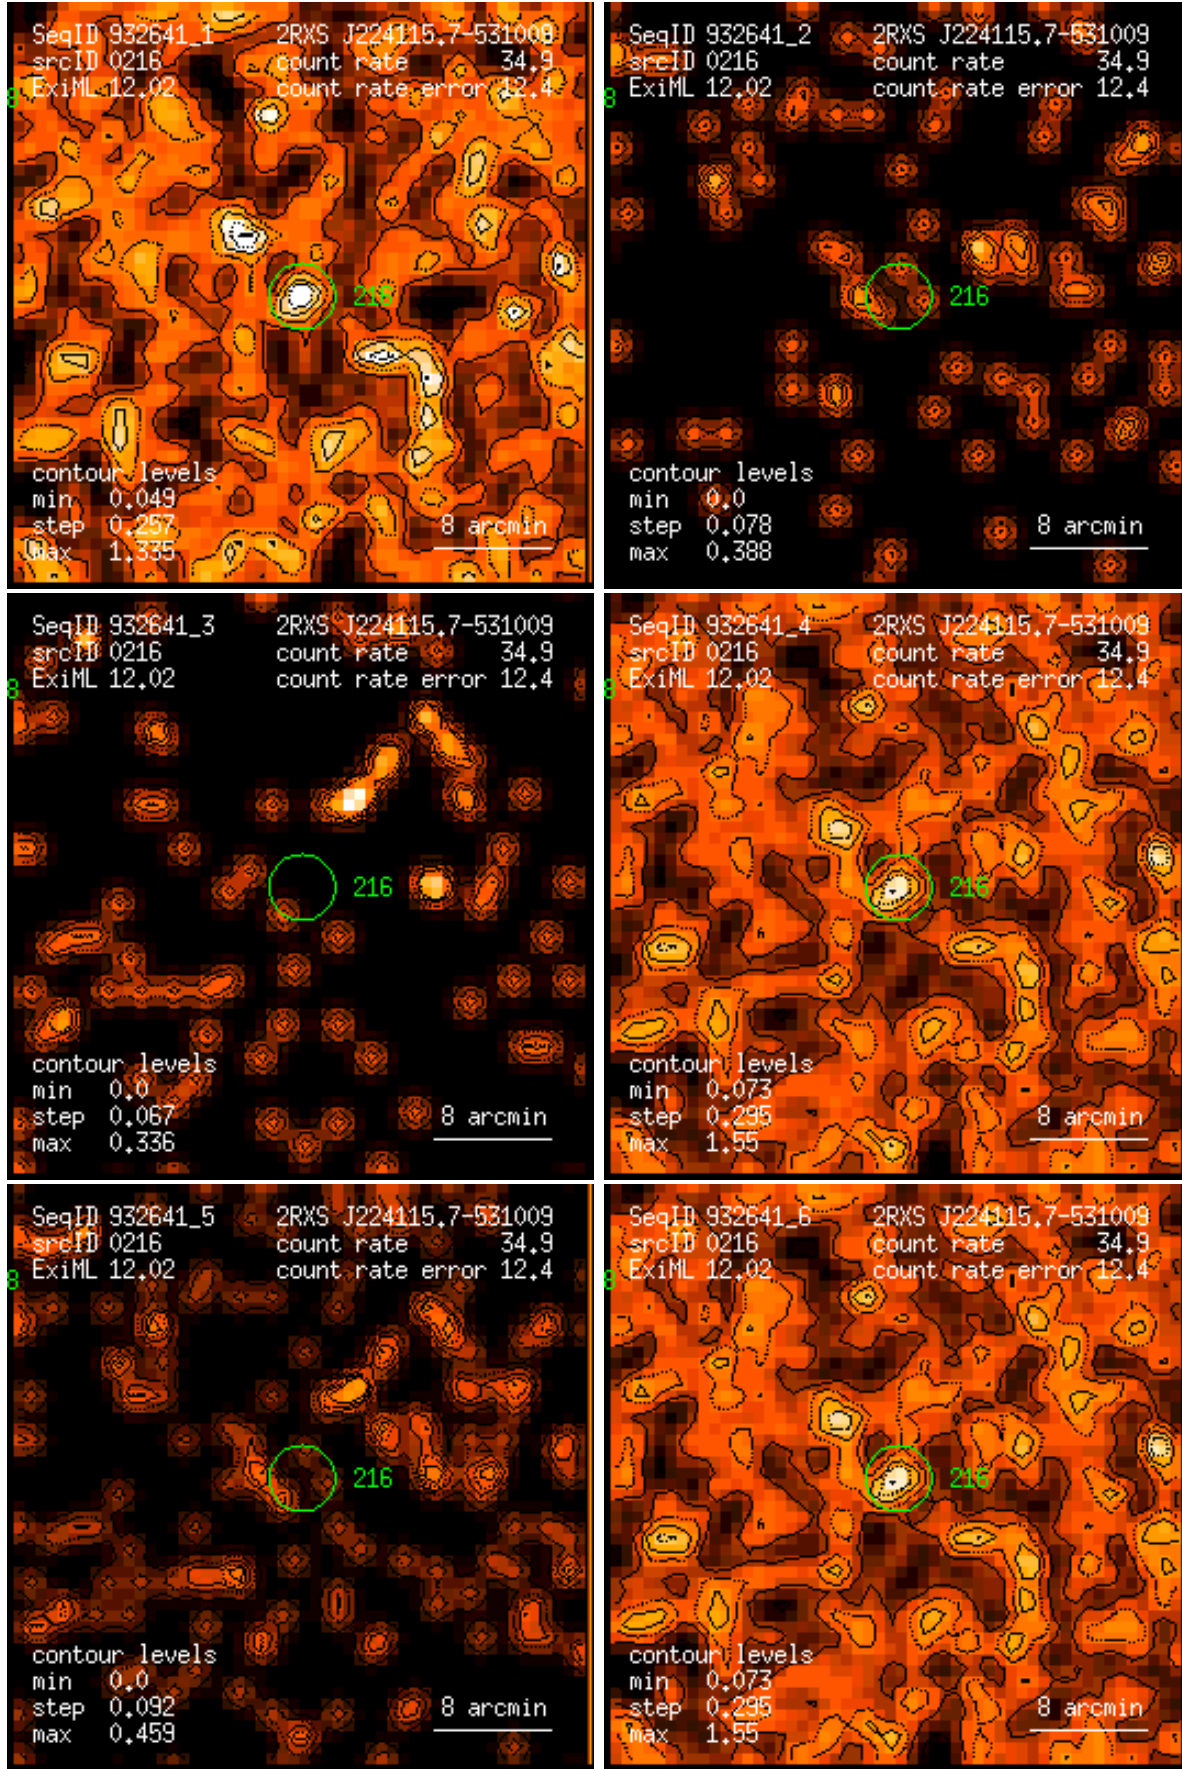 SeqID 932641_1 2RXS J224115.7-531009
srcID 0216 count rate 34.9
ExiML 12.02 count rate error 12.4
8
216
contour levels
min 0.049
step 0.257
max 1.335
8 arcmin
SeqID 932641_2 2RXS J224115.7-531009
srcID 0216 count rate 34.9
ExiML 12.02 count rate error 12.4
8
216
contour levels
min 0.0
step 0.078
max 0.388
8 arcmin
SeqID 932641_3 2RXS J224115.7-531009
srcID 0216 count rate 34.9
ExiML 12.02 count rate error 12.4
8
216
contour levels
min 0.0
step 0.067
max 0.336
8 arcmin
SeqID 932641_4 2RXS J224115.7-531009
srcID 0216 count rate 34.9
ExiML 12.02 count rate error 12.4
8
216
contour levels
min 0.073
step 0.295
max 1.55
8 arcmin
SeqID 932641_5 2RXS J224115.7-531009
srcID 0216 count rate 34.9
ExiML 12.02 count rate error 12.4
8
216
contour levels
min 0.0
step 0.092
max 0.459
8 arcmin
SeqID 932641_6 2RXS J224115.7-531009
srcID 0216 count rate 34.9
ExiML 12.02 count rate error 12.4
8
216
contour levels
min 0.073
step 0.295
max 1.55
8 arcmin